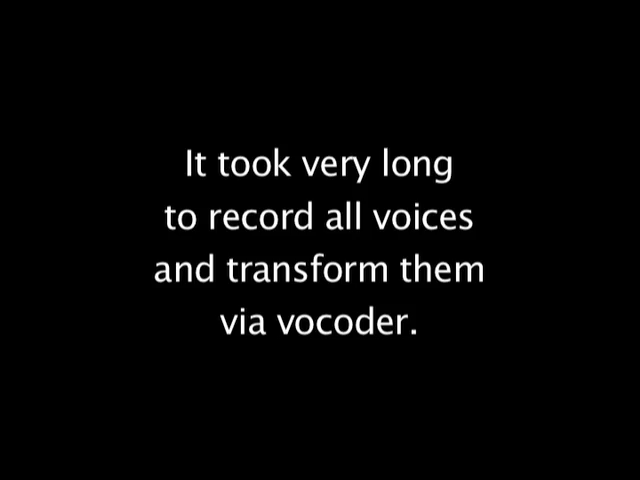 It took very long
to record all voices
and transform them
via vocoder.